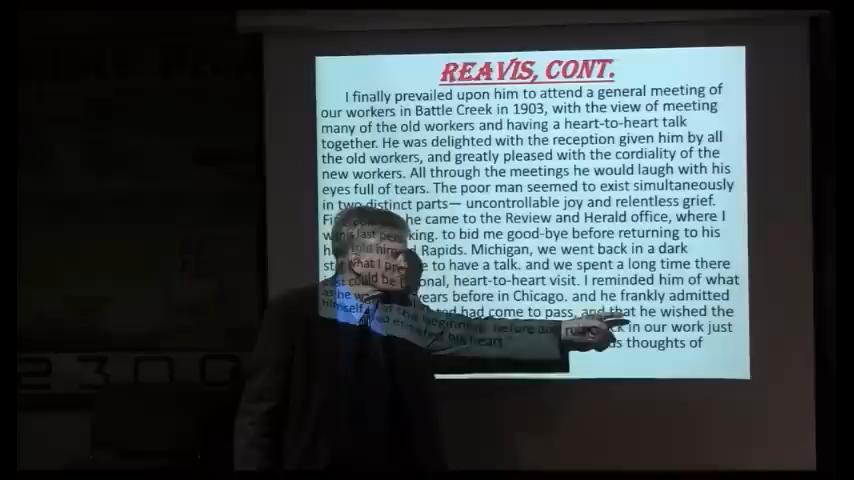 REAVIS, CONT.
I finally prevailed upon him to attend a general meeting of
our workers in Battle Creek in 1903, with the view of meeting
many of the old workers and having a heart-to-heart talk
together. He was delighted with the reception given him by all
the old workers, and greatly pleased with the cordiality of the
new workers. All through the meetings he would laugh with his
eyes full of tears. The poor man seemed to exist simultaneously
in two distinct parts— uncontrollable joy and relentless grief.
he came to the Review and Herald office, where I
king. to bid me good-bye before returning to his
Rapids. Michigan, we went back in a dark
to have a talk. and we spent a long time there
heart-to-heart visit. I reminded him of what
years before in Chicago. and he frankly admitted
had come to pass, and that he wished the
in our work just
thoughts of
his heart
2300